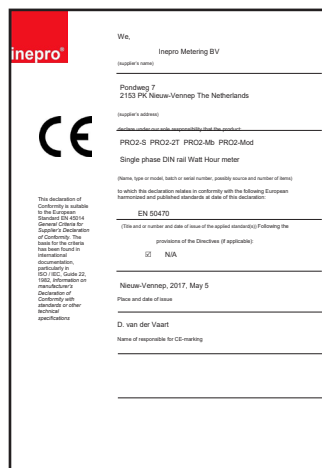 inepro®
We,
Inepro Metering BV
(supplier's name)
Pondweg 7
2153 PK Nieuw-Vennep The Netherlands
(supplier's address)
declare under our sole responsibility that the product:
PRO2-S PRO2-2T PRO2-Mb PRO2-Mod
Single phase DIN rail Watt Hour meter
(Name, type or model, batch or serial number, possibly source and number of items)
to which this declaration relates in conformity with the following European
harmonized and published standards at date of this declaration:
EN 50470
(Title and or number and date of issue of the applied standard(s)) Following the
provisions of the Directives (if applicable):
☑ N/A
Nieuw-Vennep, 2017, May 5
Place and date of issue
D. van der Vaart
Name of responsible for CE-marking
CE
This declaration of
Conformity is suitable
to the European
Standard EN 45014
General Criteria for
Supplier's Declaration
of Conformity. The
basis for the criteria
has been found in
international
documentation,
particularly in
ISO / IEC, Guide 22,
1982, Information on
manufacturer's
Declaration of
Conformity with
standards or other
technical
specifications